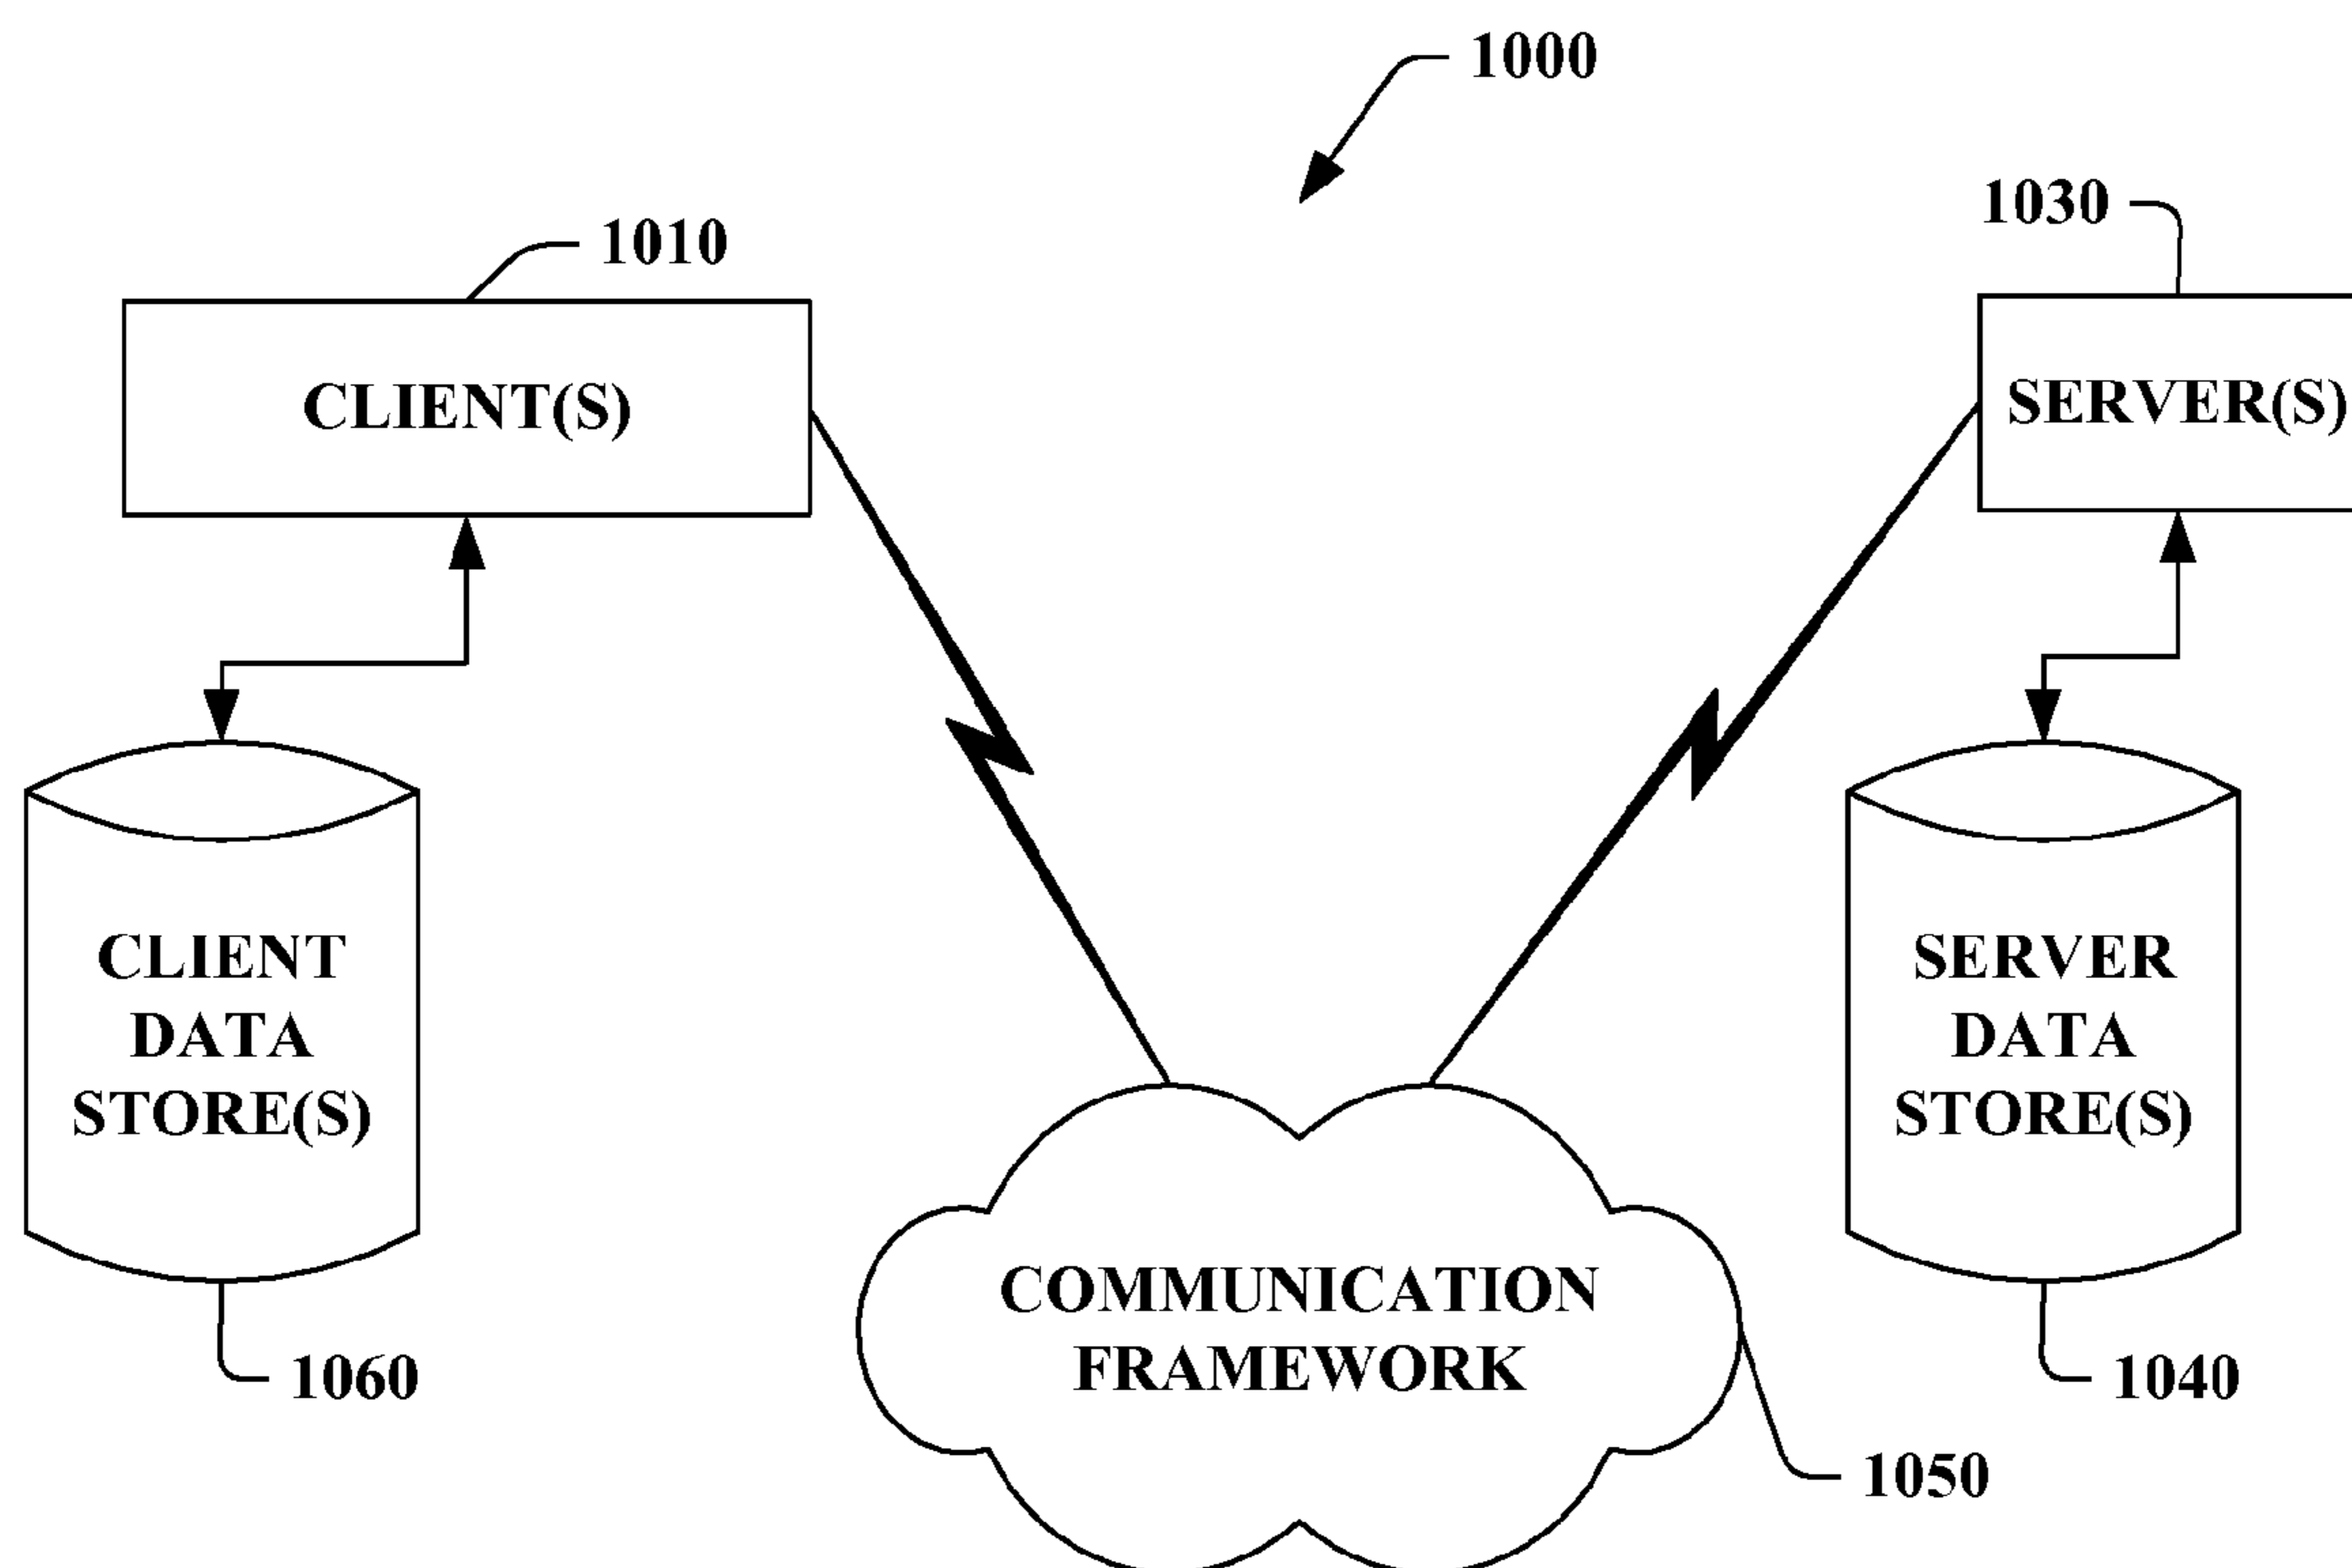 1000
1010
1030
CLIENT(S)
SERVER(S)
CLIENT
DATA
STORE(S)
SERVER
DATA
STORE(S)
COMMUNICATION
FRAMEWORK
1060
1040
1050